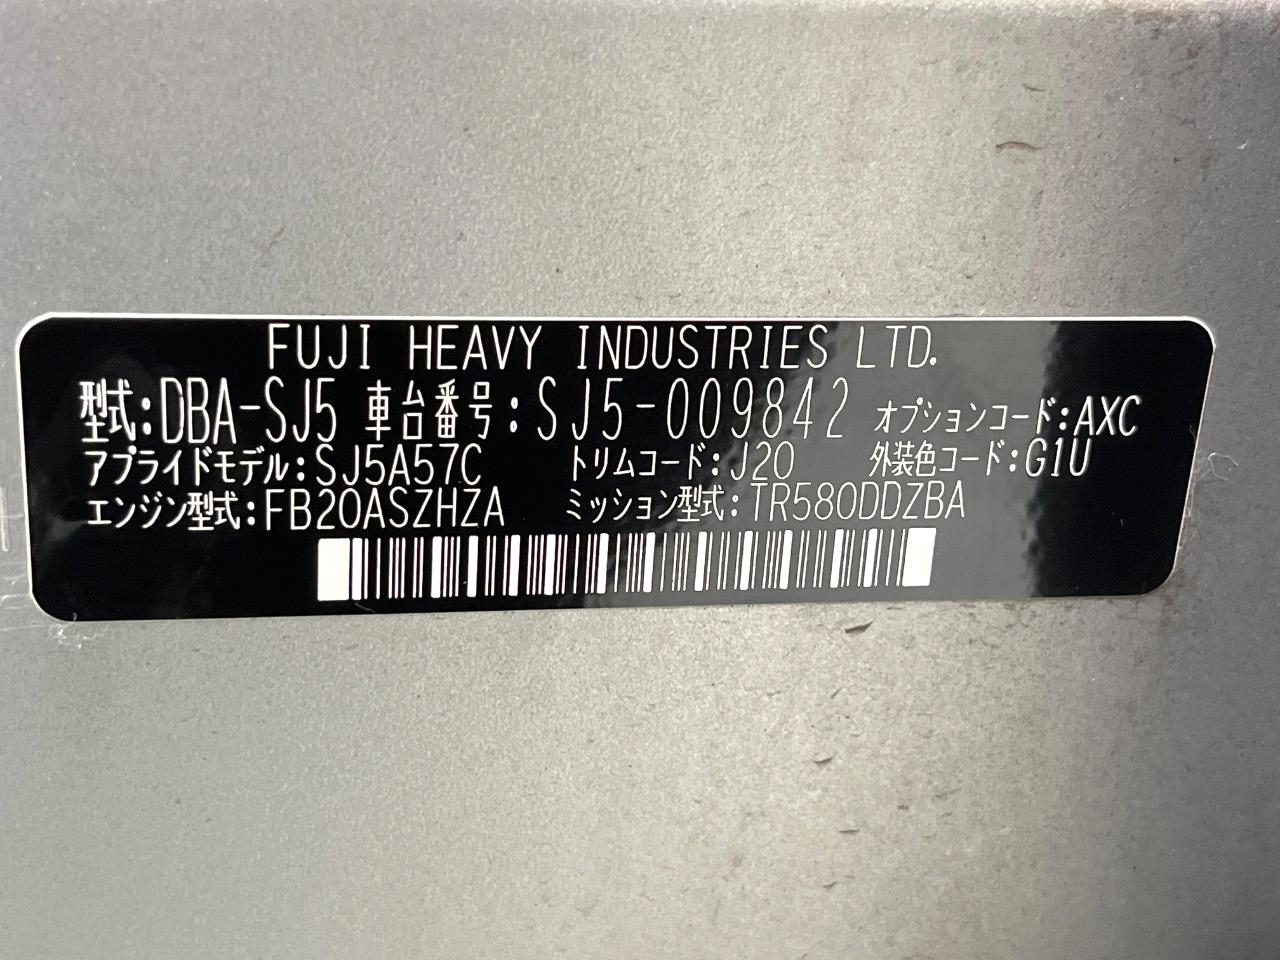 FUJI HEAVY INDUSTRIES LTD.
型式:DBA-SJ5 車台番号:SJ5-009842 オプションコード:AXC
アプライドモデル:SJ5A57C トリムコード:J20 外装色コード:G1U
エンジン型式:FB20ASZHZA ミッション型式:TR580DDZBA